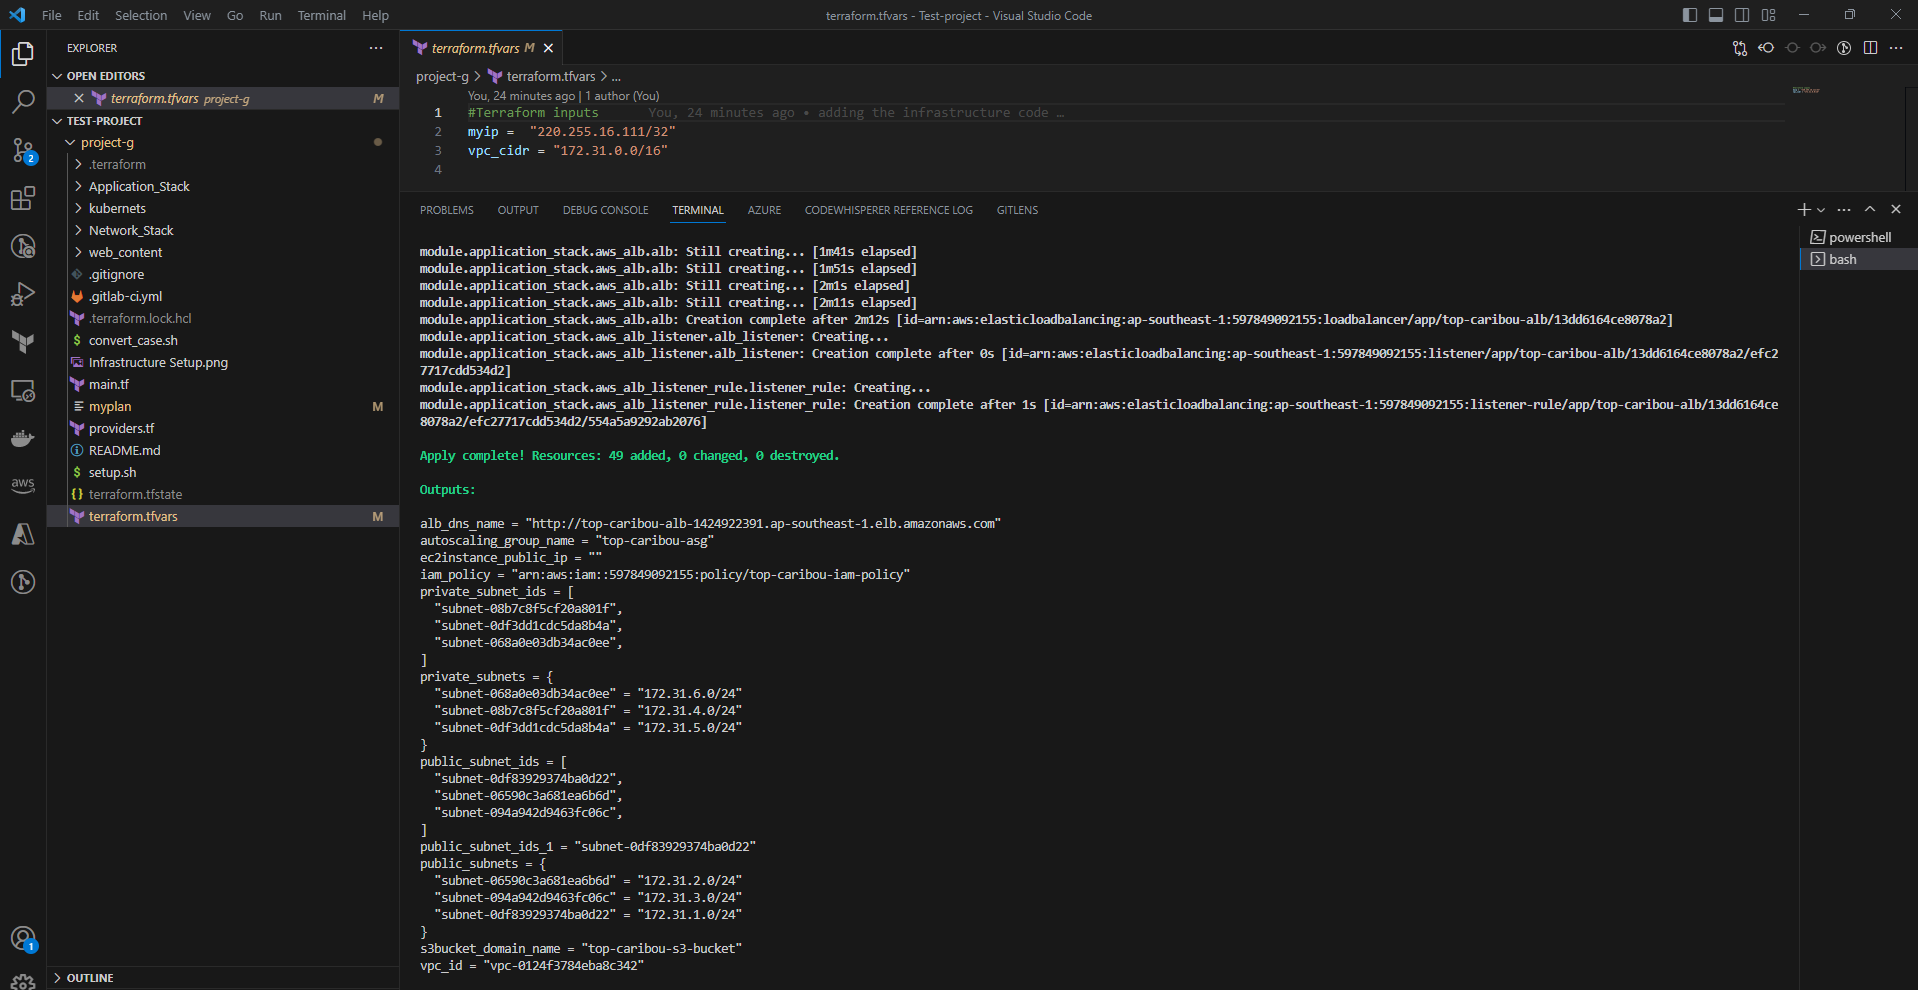 File Edit Selection View Go Run Terminal Help
terraform.tfvars - Test-project - Visual Studio Code
EXPLORER
OPEN EDITORS
terraform.tfvars project-g M
TEST-PROJECT
project-g
.terraform
Application_Stack
kubernets
Network_Stack
web_content
.gitignore
.gitlab-ci.yml
.terraform.lock.hcl
convert_case.sh
Infrastructure Setup.png
main.tf
myplan M
providers.tf
README.md
setup.sh
terraform.tfstate
terraform.tfvars M
OUTLINE
2
aws
1
terraform.tfvars M
project-g > terraform.tfvars > ...
You, 24 minutes ago | 1 author (You)
1 #Terraform inputs You, 24 minutes ago • adding the infrastructure code …
2 myip = "220.255.16.111/32"
3 vpc_cidr = "172.31.0.0/16"
4
PROBLEMS OUTPUT DEBUG CONSOLE TERMINAL AZURE CODEWHISPERER REFERENCE LOG GITLENS
powershell
bash
module.application_stack.aws_alb.alb: Still creating... [1m41s elapsed]
module.application_stack.aws_alb.alb: Still creating... [1m51s elapsed]
module.application_stack.aws_alb.alb: Still creating... [2m1s elapsed]
module.application_stack.aws_alb.alb: Still creating... [2m11s elapsed]
module.application_stack.aws_alb.alb: Creation complete after 2m12s [id=arn:aws:elasticloadbalancing:ap-southeast-1:597849092155:loadbalancer/app/top-caribou-alb/13dd6164ce8078a2]
module.application_stack.aws_alb_listener.alb_listener: Creating...
module.application_stack.aws_alb_listener.alb_listener: Creation complete after 0s [id=arn:aws:elasticloadbalancing:ap-southeast-1:597849092155:listener/app/top-caribou-alb/13dd6164ce8078a2/efc2
7717cdd534d2]
module.application_stack.aws_alb_listener_rule.listener_rule: Creating...
module.application_stack.aws_alb_listener_rule.listener_rule: Creation complete after 1s [id=arn:aws:elasticloadbalancing:ap-southeast-1:597849092155:listener-rule/app/top-caribou-alb/13dd6164ce
8078a2/efc27717cdd534d2/554a5a9292ab2076]
Apply complete! Resources: 49 added, 0 changed, 0 destroyed.
Outputs:
alb_dns_name = "http://top-caribou-alb-1424922391.ap-southeast-1.elb.amazonaws.com"
autoscaling_group_name = "top-caribou-asg"
ec2instance_public_ip = ""
iam_policy = "arn:aws:iam::597849092155:policy/top-caribou-iam-policy"
private_subnet_ids = [
"subnet-08b7c8f5cf20a801f",
"subnet-0df3dd1cdc5da8b4a",
"subnet-068a0e03db34ac0ee",
]
private_subnets = {
"subnet-068a0e03db34ac0ee" = "172.31.6.0/24"
"subnet-08b7c8f5cf20a801f" = "172.31.4.0/24"
"subnet-0df3dd1cdc5da8b4a" = "172.31.5.0/24"
}
public_subnet_ids = [
"subnet-0df83929374ba0d22",
"subnet-06590c3a681ea6b6d",
"subnet-094a942d9463fc06c",
]
public_subnet_ids_1 = "subnet-0df83929374ba0d22"
public_subnets = {
"subnet-06590c3a681ea6b6d" = "172.31.2.0/24"
"subnet-094a942d9463fc06c" = "172.31.3.0/24"
"subnet-0df83929374ba0d22" = "172.31.1.0/24"
}
s3bucket_domain_name = "top-caribou-s3-bucket"
vpc_id = "vpc-0124f3784eba8c342"